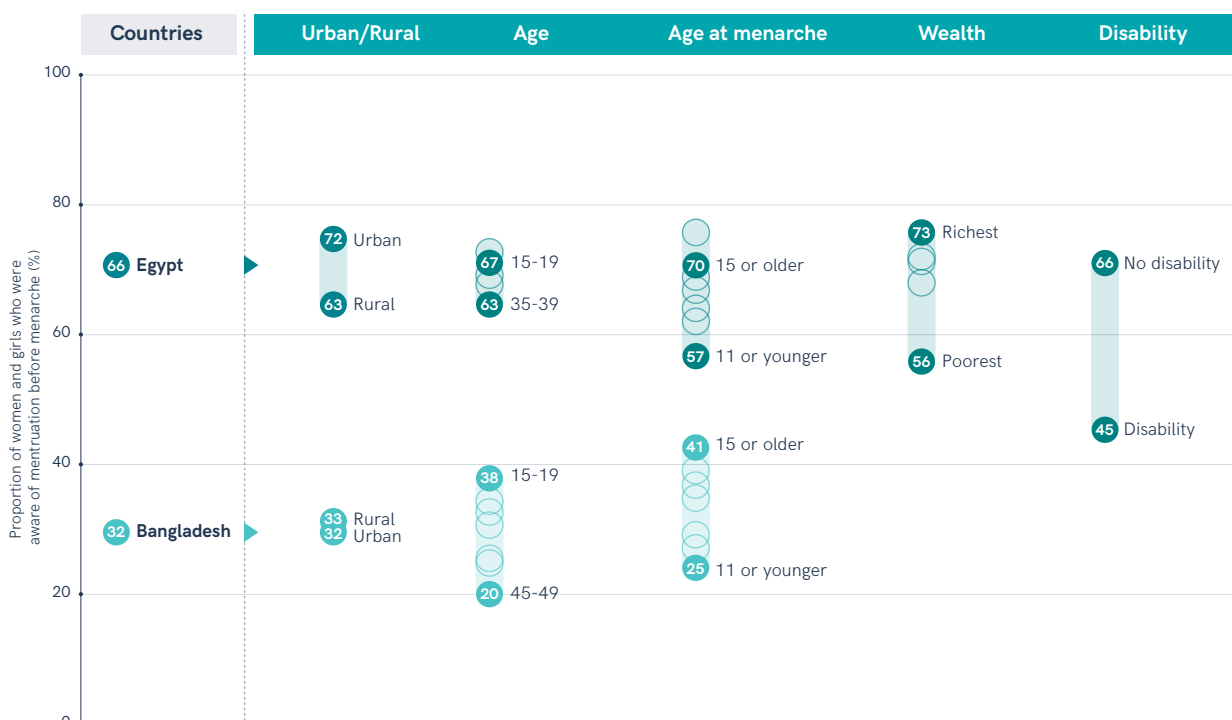 Countries
Urban/Rural
Age
Age at menarche
Wealth
Disability
Proportion of women and girls who were
aware of mentruation before menarche (%)
100
80
60
40
20
0
66 Egypt
72 Urban
63 Rural
67 15-19
63 35-39
70 15 or older
57 11 or younger
73 Richest
56 Poorest
66 No disability
45 Disability
32 Bangladesh
33 Rural
32 Urban
38 15-19
20 45-49
41 15 or older
25 11 or younger